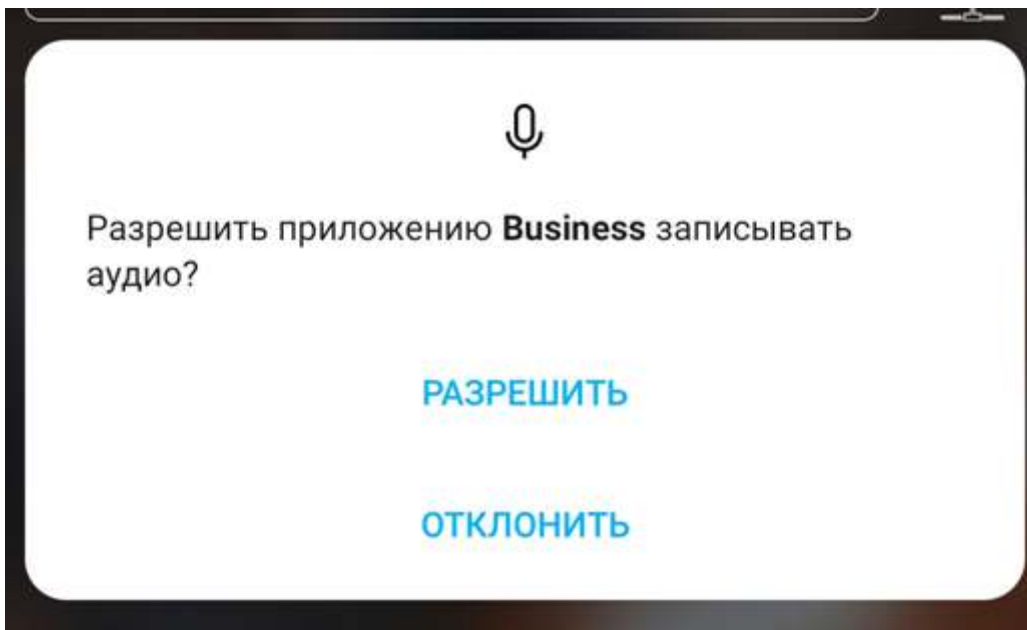 Разрешить приложению Business записывать
аудио?
РАЗРЕШИТЬ
ОТКЛОНИТЬ